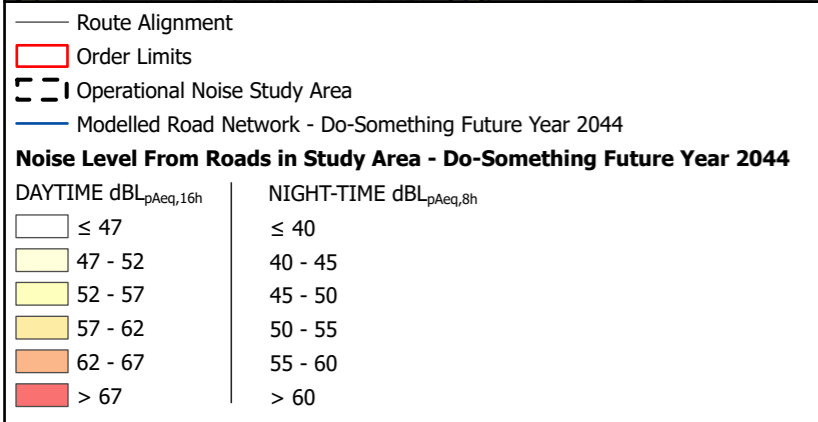 Route Alignment
Order Limits
Operational Noise Study Area
Modelled Road Network - Do-Something Future Year 2044
Noise Level From Roads in Study Area - Do-Something Future Year 2044
DAYTIME dBLpAeq,16h NIGHT-TIME dBLpAeq,8h
≤ 47 ≤ 40
47 - 52 40 - 45
52 - 57 45 - 50
57 - 62 50 - 55
62 - 67 55 - 60
> 67 > 60